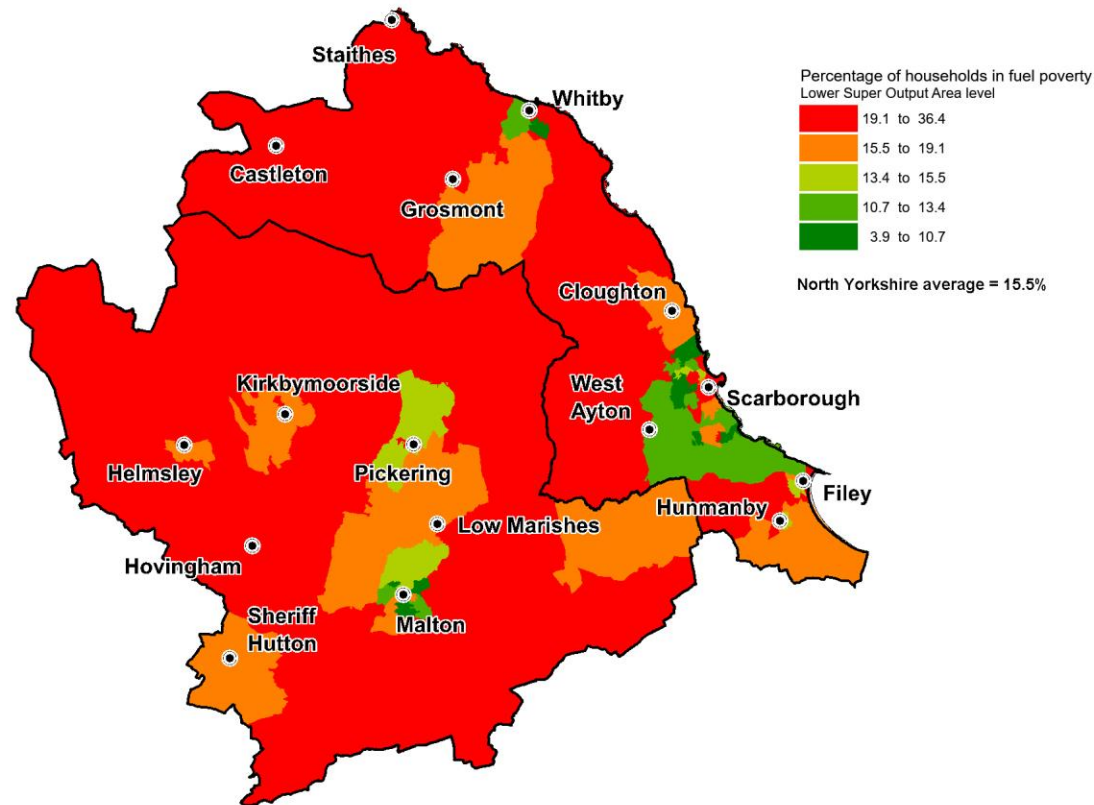 Staithes
Whitby
Castleton
Grosmont
Cloughton
Kirkbymoorside
West
Ayton
Scarborough
Helmsley
Pickering
Filey
Hunmanby
Low Marishes
Hovingham
Sheriff
Hutton
Malton
Percentage of households in fuel poverty
Lower Super Output Area level
19.1 to 36.4
15.5 to 19.1
13.4 to 15.5
10.7 to 13.4
3.9 to 10.7
North Yorkshire average = 15.5%